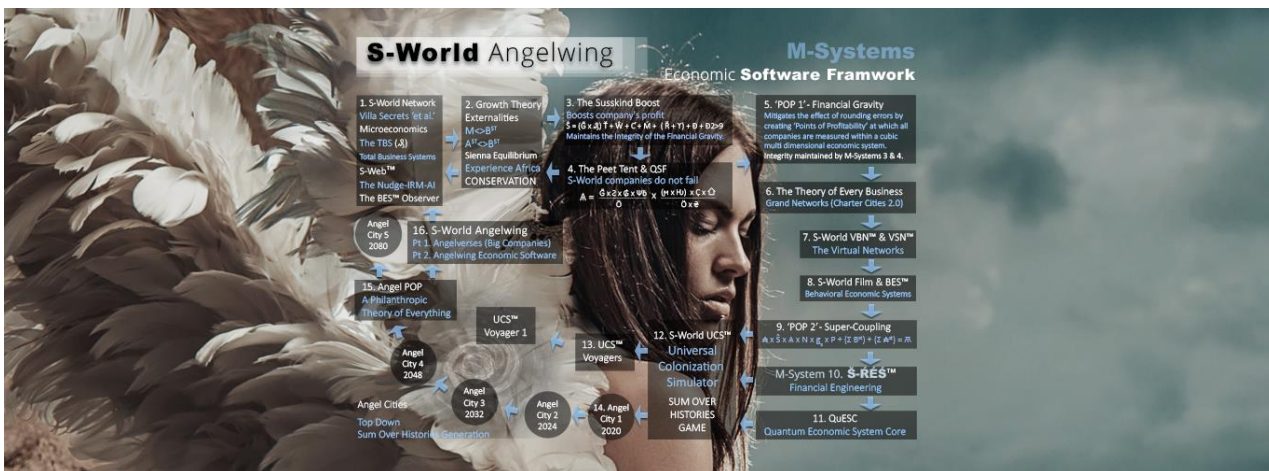 S-World Angelwing
M-Systems
Economic Software Framwork
1. S-World Network
Villa Secrets 'et al.'
Microeconomics
The TBS
Total Business Systems
S-Web™
The Nudge-IRM-AI
The BES™ Observer
2. Growth Theory
Externalities
M<>Bˢᵀ
Aˢᵀ<>Bˢᵀ
Sienna Equilibrium
Experience Africa
CONSERVATION
3. The Susskind Boost
Boosts company's profit
Maintains the Integrity of the Financial Gravity.
4. The Peet Tent & QSF
S-World companies do not fail
5. 'POP 1'- Financial Gravity
Mitigates the effect of rounding errors by
creating 'Points of Profitability' at which all
companies are measured within a cubic
multi dimensional economic system.
Integrity maintained by M-Systems 3 & 4.
6. The Theory of Every Business
Grand Networks (Charter Cities 2.0)
7. S-World VBN™ & VSN™
The Virtual Networks
8. S-World Film & BES™
Behavioral Economic Systems
9. 'POP 2'- Super-Coupling
M-System 10. Ŝ-ŔÉŜ™
Financial Engineering
11. QuESC
Quantum Economic System Core
12. S-World UCS™
Universal
Colonization
Simulator
SUM OVER
HISTORIES
GAME
13. UCS™
Voyagers
UCS™
Voyager 1
14. Angel
City 1
2020
Angel
City 2
2024
Angel
City 3
2032
Angel
City 4
2048
Angel Cities
Top Down
Sum Over Histories Generation
15. Angel POP
A Philanthropic
Theory of Everything
Angel
City 5
2080
16. S-World Angelwing
Pt 1. Angelverses (Big Companies)
Pt 2. Angelwing Economic Software